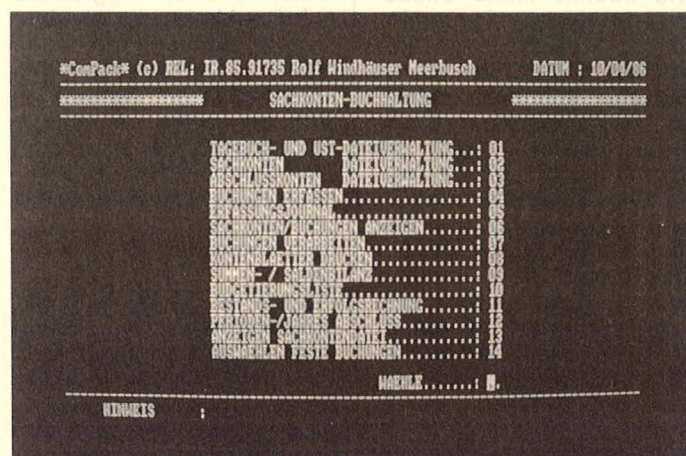 *ComPack* (c) REL: IR.85.91735 Rolf Windhäuser Meerbusch DATUM : 10/04/86
SACHKONTEN-BUCHHALTUNG
TAGEBUCH- UND UST-DATEIVERWALTUNG...: 01
SACHKONTEN DATEIVERWALTUNG...: 02
ABSCHLUSSKONTEN DATEIVERWALTUNG...: 03
BUCHUNGEN ERFASSEN................: 04
ERFASSUNGSJOURNAL.................: 05
SACHKONTEN/BUCHUNGEN ANZEIGEN.....: 06
BUCHUNGEN VERARBEITEN.............: 07
KONTENBLAETTER DRUCKEN............: 08
SUMMEN- / SALDENBILANZ............: 09
BUDGETIERUNGSLISTE................: 10
BESTANDS- UND ERFOLGSRECHNUNG.....: 11
PERIODEN-/JAHRES ABSCHLUSS........: 12
ANZEIGEN SACHKONTENDATEI..........: 13
AUSWAEHLEN FESTE BUCHUNGEN........: 14
WAEHLE.......:
HINWEIS :